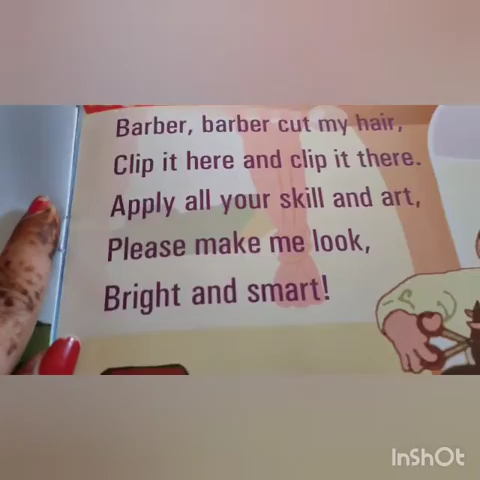 Barber, barber cut my hair,
Clip it here and clip it there.
Apply all your skill and art,
Please make me look,
Bright and smart!
InShOt